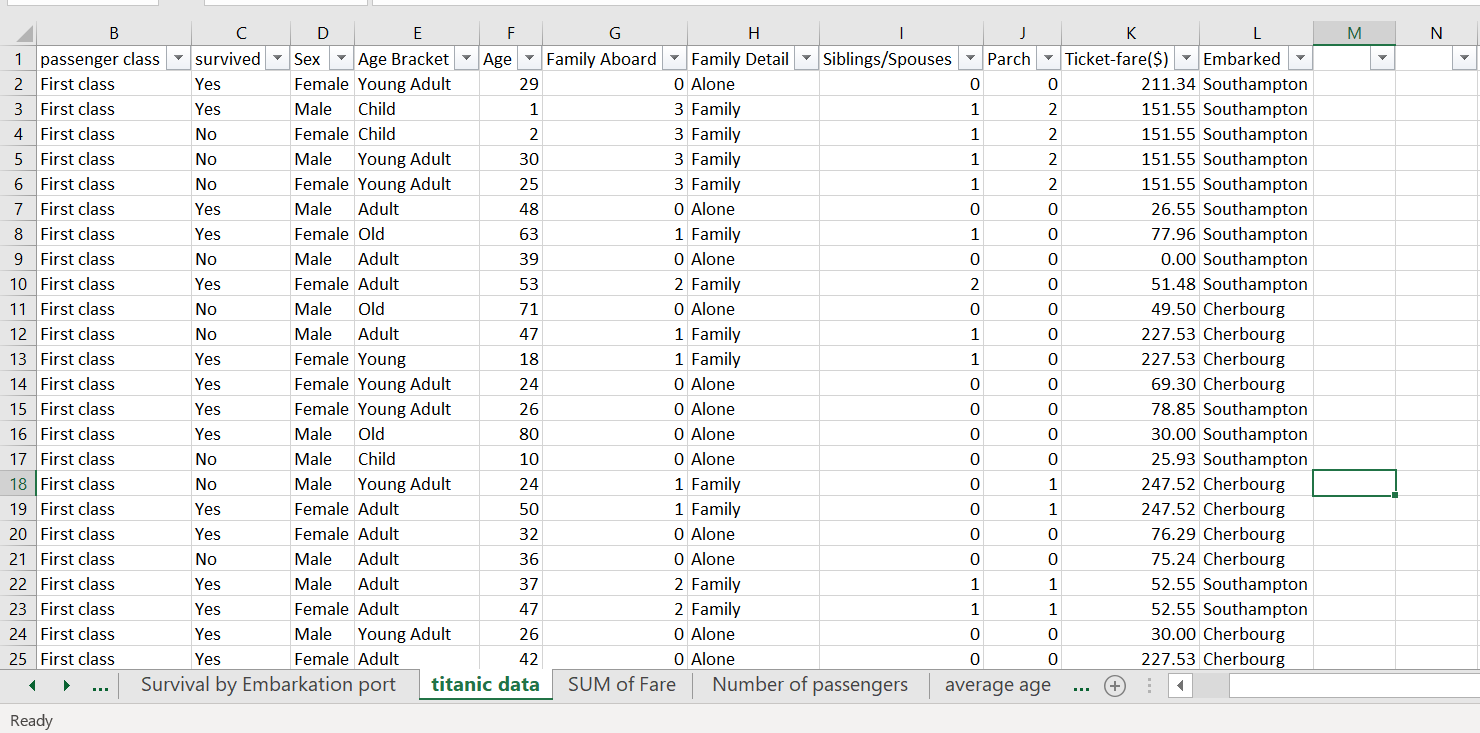 B C D E F G H I J K L M N
1 passenger class survived Sex Age Bracket Age Family Aboard Family Detail Siblings/Spouses Parch Ticket-fare($) Embarked
2 First class Yes Female Young Adult 29 0 Alone 0 0 211.34 Southampton
3 First class Yes Male Child 1 3 Family 1 2 151.55 Southampton
4 First class No Female Child 2 3 Family 1 2 151.55 Southampton
5 First class No Male Young Adult 30 3 Family 1 2 151.55 Southampton
6 First class No Female Young Adult 25 3 Family 1 2 151.55 Southampton
7 First class Yes Male Adult 48 0 Alone 0 0 26.55 Southampton
8 First class Yes Female Old 63 1 Family 1 0 77.96 Southampton
9 First class No Male Adult 39 0 Alone 0 0 0.00 Southampton
10 First class Yes Female Adult 53 2 Family 2 0 51.48 Southampton
11 First class No Male Old 71 0 Alone 0 0 49.50 Cherbourg
12 First class No Male Adult 47 1 Family 1 0 227.53 Cherbourg
13 First class Yes Female Young 18 1 Family 1 0 227.53 Cherbourg
14 First class Yes Female Young Adult 24 0 Alone 0 0 69.30 Cherbourg
15 First class Yes Female Young Adult 26 0 Alone 0 0 78.85 Southampton
16 First class Yes Male Old 80 0 Alone 0 0 30.00 Southampton
17 First class No Male Child 10 0 Alone 0 0 25.93 Southampton
18 First class No Male Young Adult 24 1 Family 0 1 247.52 Cherbourg
19 First class Yes Female Adult 50 1 Family 0 1 247.52 Cherbourg
20 First class Yes Female Adult 32 0 Alone 0 0 76.29 Cherbourg
21 First class No Male Adult 36 0 Alone 0 0 75.24 Cherbourg
22 First class Yes Male Adult 37 2 Family 1 1 52.55 Southampton
23 First class Yes Female Adult 47 2 Family 1 1 52.55 Southampton
24 First class Yes Male Young Adult 26 0 Alone 0 0 30.00 Cherbourg
25 First class Yes Female Adult 42 0 Alone 0 0 227.53 Cherbourg
... Survival by Embarkation port titanic data SUM of Fare Number of passengers average age ...
Ready